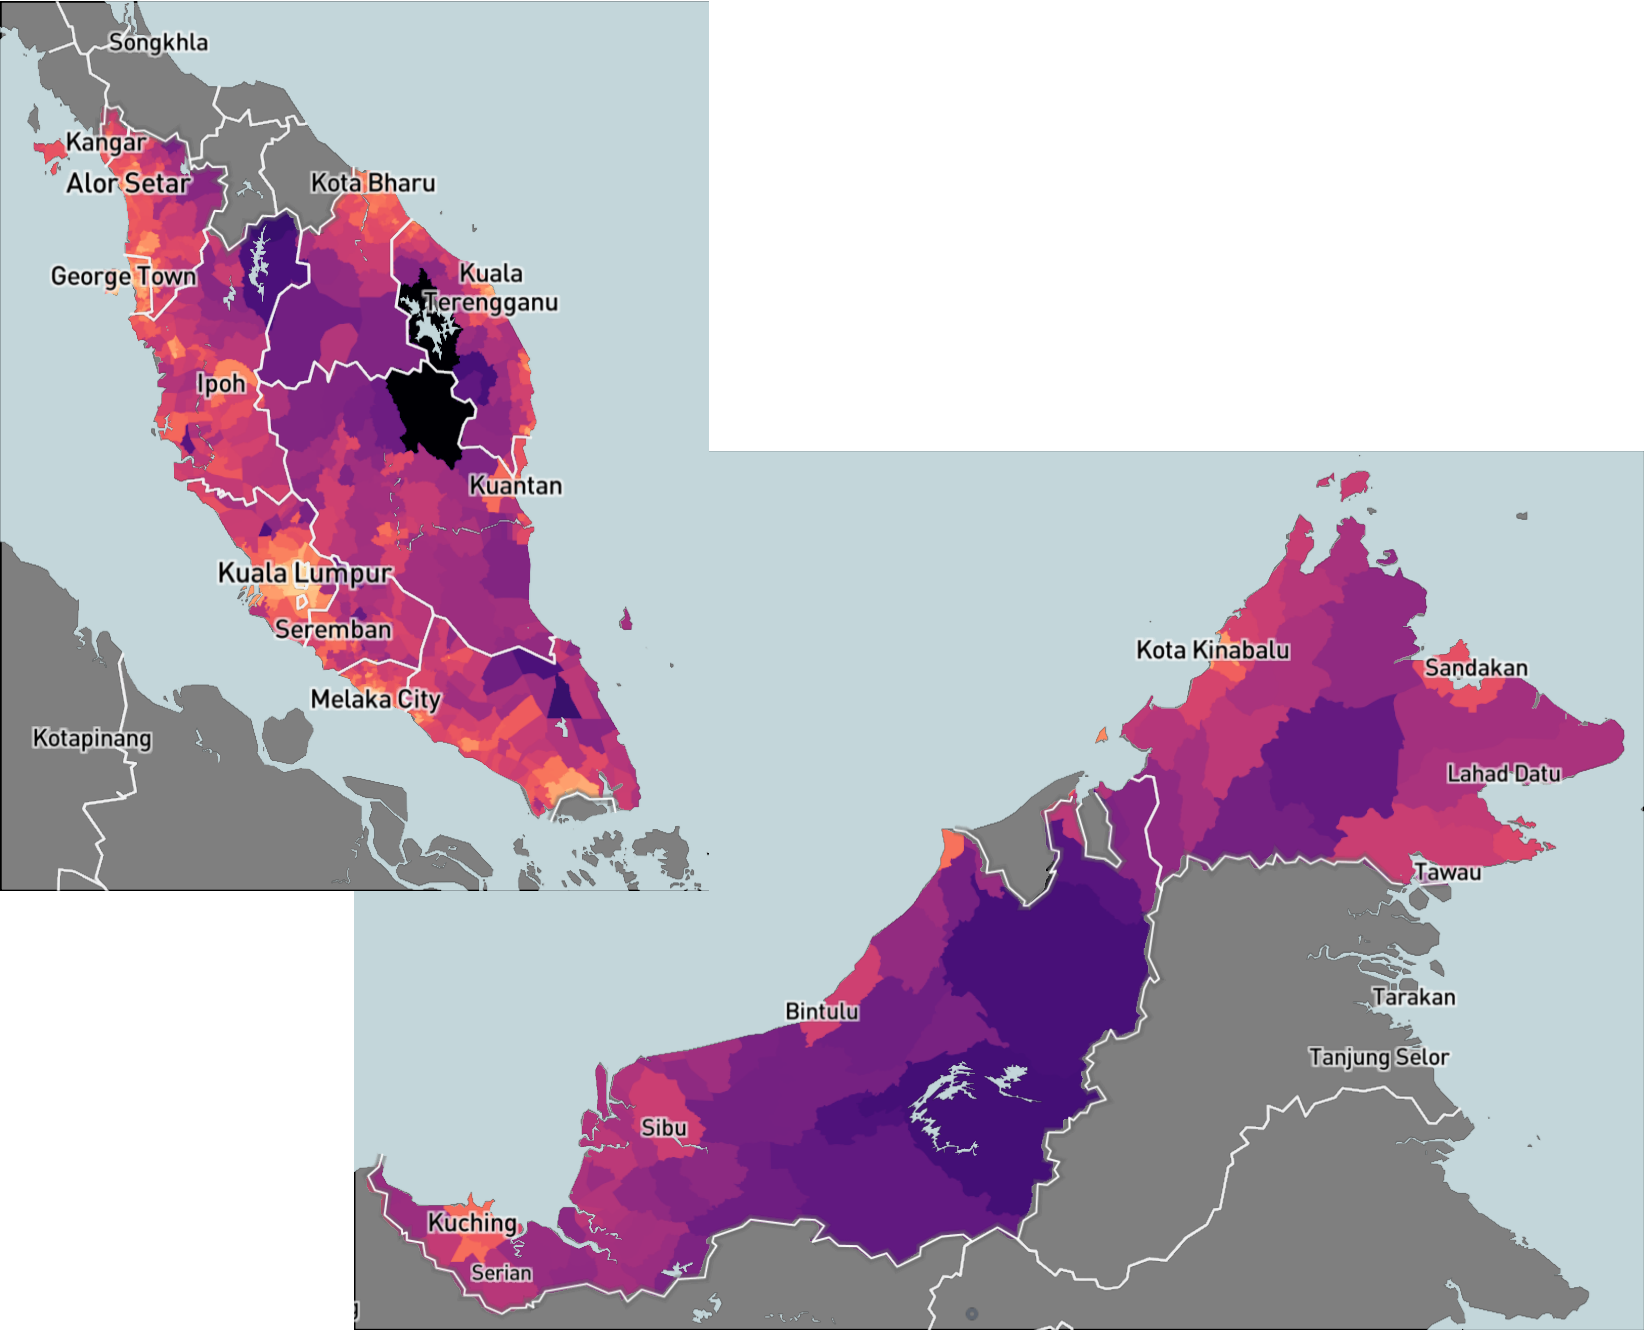 Songkhla
Kangar
Alor Setar
Kota Bharu
George Town
Kuala
Terengganu
Ipoh
Kuantan
Kuala Lumpur
Seremban
Melaka City
Kotapinang
Kota Kinabalu
Sandakan
Lahad Datu
Tawau
Tarakan
Bintulu
Tanjung Selor
Sibu
Kuching
Serian